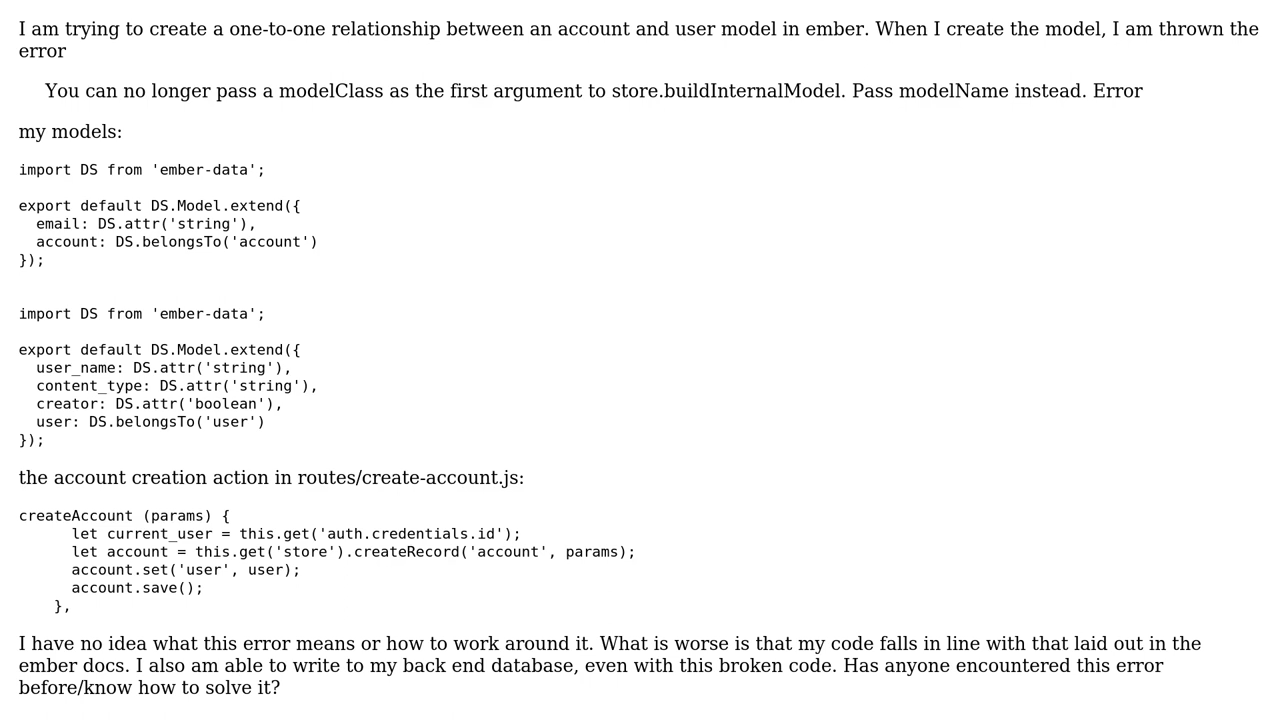 I am trying to create a one-to-one relationship between an account and user model in ember. When I create the model, I am thrown the
error
You can no longer pass a modelClass as the first argument to store.buildInternalModel. Pass modelName instead. Error
my models:
import DS from 'ember-data';
export default DS.Model.extend({
  email: DS.attr('string'),
  account: DS.belongsTo('account')
});
import DS from 'ember-data';
export default DS.Model.extend({
  user_name: DS.attr('string'),
  content_type: DS.attr('string'),
  creator: DS.attr('boolean'),
  user: DS.belongsTo('user')
});
the account creation action in routes/create-account.js:
createAccount (params) {
      let current_user = this.get('auth.credentials.id');
      let account = this.get('store').createRecord('account', params);
      account.set('user', user);
      account.save();
    },
I have no idea what this error means or how to work around it. What is worse is that my code falls in line with that laid out in the
ember docs. I also am able to write to my back end database, even with this broken code. Has anyone encountered this error
before/know how to solve it?